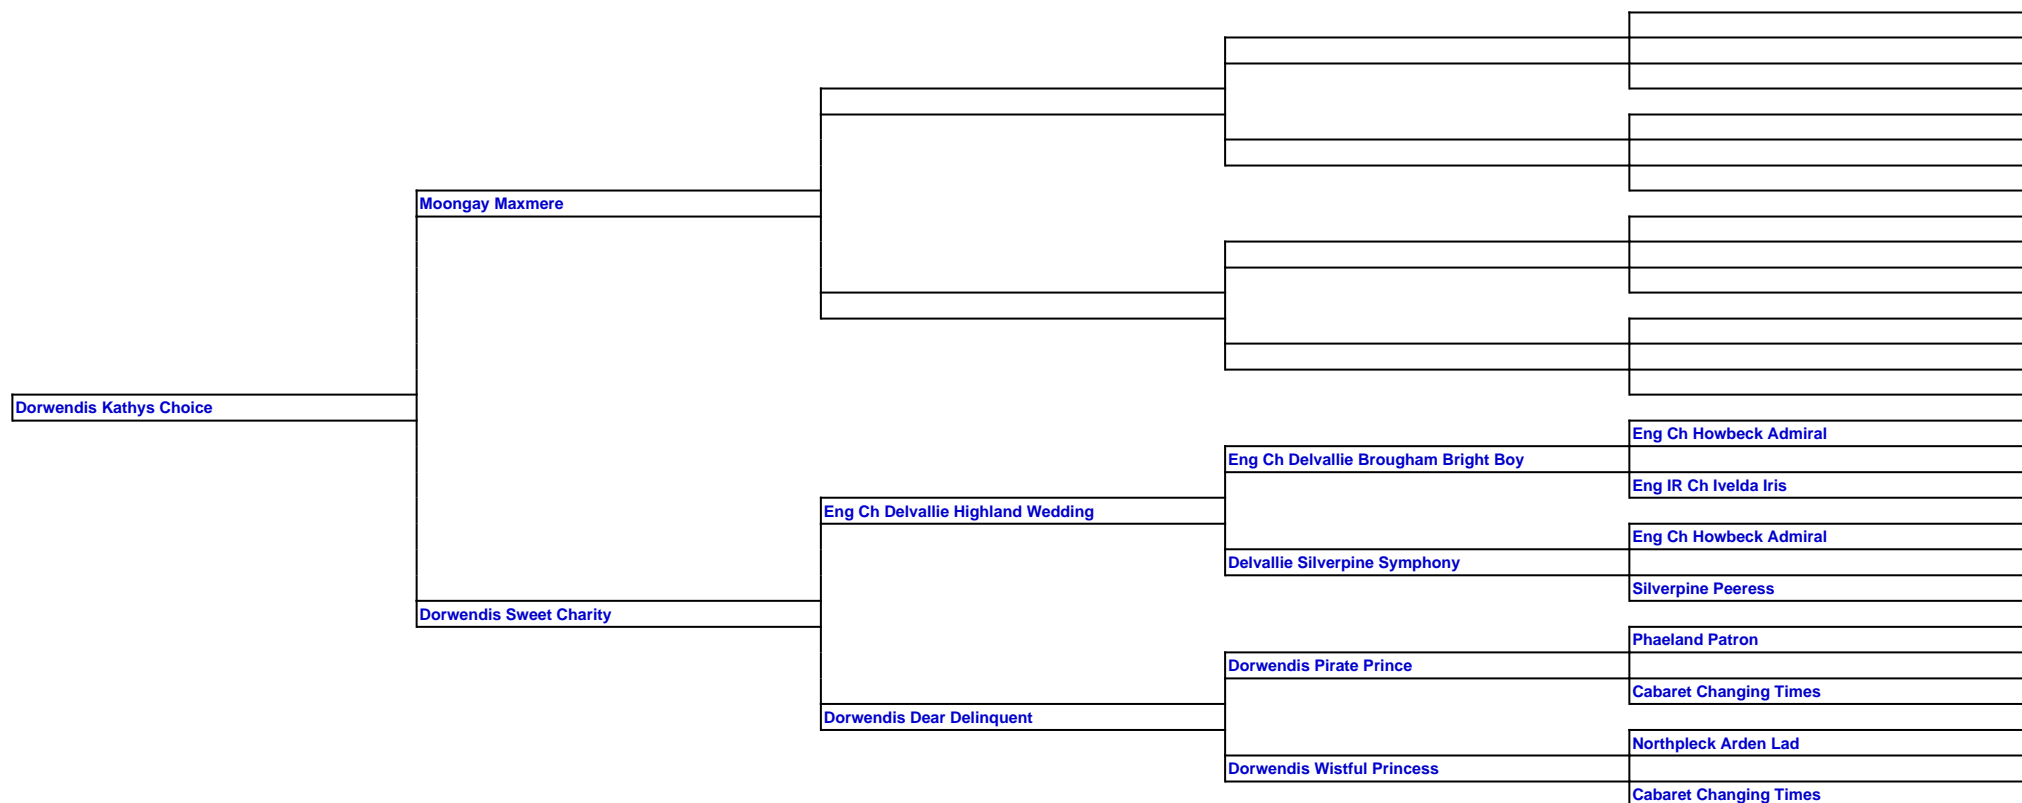 Moongay Maxmere
Dorwendis Kathys Choice
Eng Ch Howbeck Admiral
Eng Ch Delvallie Brougham Bright Boy
Eng IR Ch Ivelda Iris
Eng Ch Delvallie Highland Wedding
Eng Ch Howbeck Admiral
Delvallie Silverpine Symphony
Silverpine Peeress
Dorwendis Sweet Charity
Phaeland Patron
Dorwendis Pirate Prince
Cabaret Changing Times
Dorwendis Dear Delinquent
Northpleck Arden Lad
Dorwendis Wistful Princess
Cabaret Changing Times